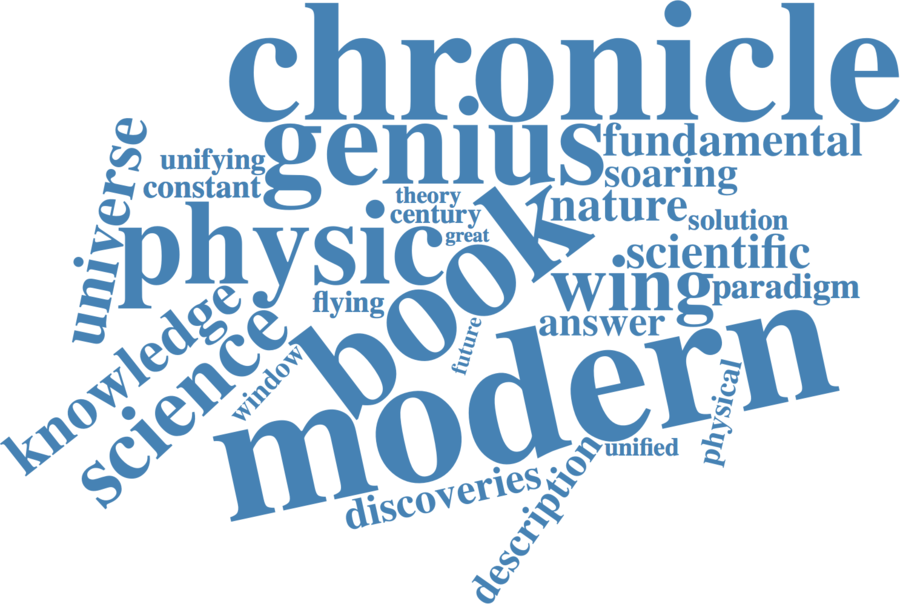 chronicle
genius
fundamental
unifying
soaring
constant
universe
theory
century
nature
great
solution
physic
book
scientific
wing
paradigm
flying
answer
knowledge
science
window
future
modern
physical
unified
discoveries
description